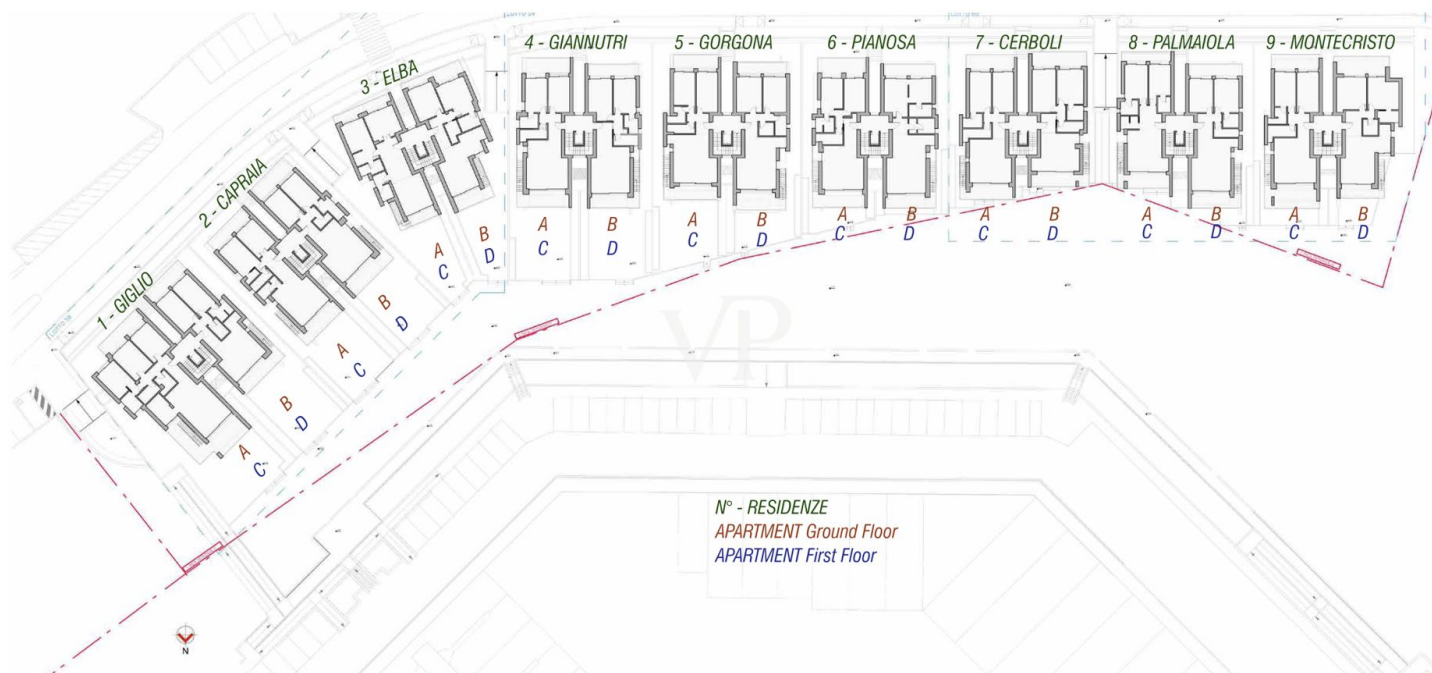 4 - GIANNUTRI
5 - GORGONA
6 - PIANOSA
7 - CERBOLI
8 - PALMAIOLA
9 - MONTECRISTO
3 - ELBA
2 - CAPRAIA
1 - GIGLIO
A B
C D
A B
C D
A B
C D
A B
C D
A B
C D
A B
C D
A B
C D
A B
C D
A B
C D
VP
N° - RESIDENZE
APARTMENT Ground Floor
APARTMENT First Floor
N